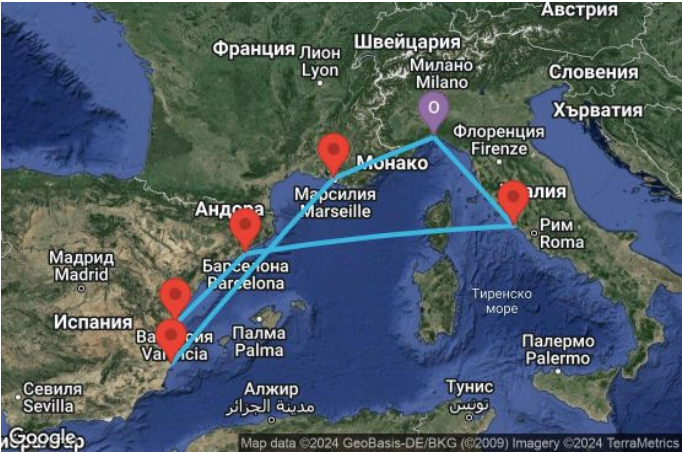 Австрия
Франция
Лион
Lyon
Швейцария
Милано
Milano
Словения
Хърватия
O
Флоренция
Firenze
Монако
Марсилия
Marseille
Андора
Рим
Roma
Барселона
Barcelona
Мадрид
Madrid
Тиренско
море
Испания
Палма
Palma
Палермо
Palermo
Севиля
Sevilla
Алжир
مدينة الجزائر
Тунис
تونس
Google
Map data ©2024 GeoBasis-DE/BKG (©2009) Imagery ©2024 TerraMetrics